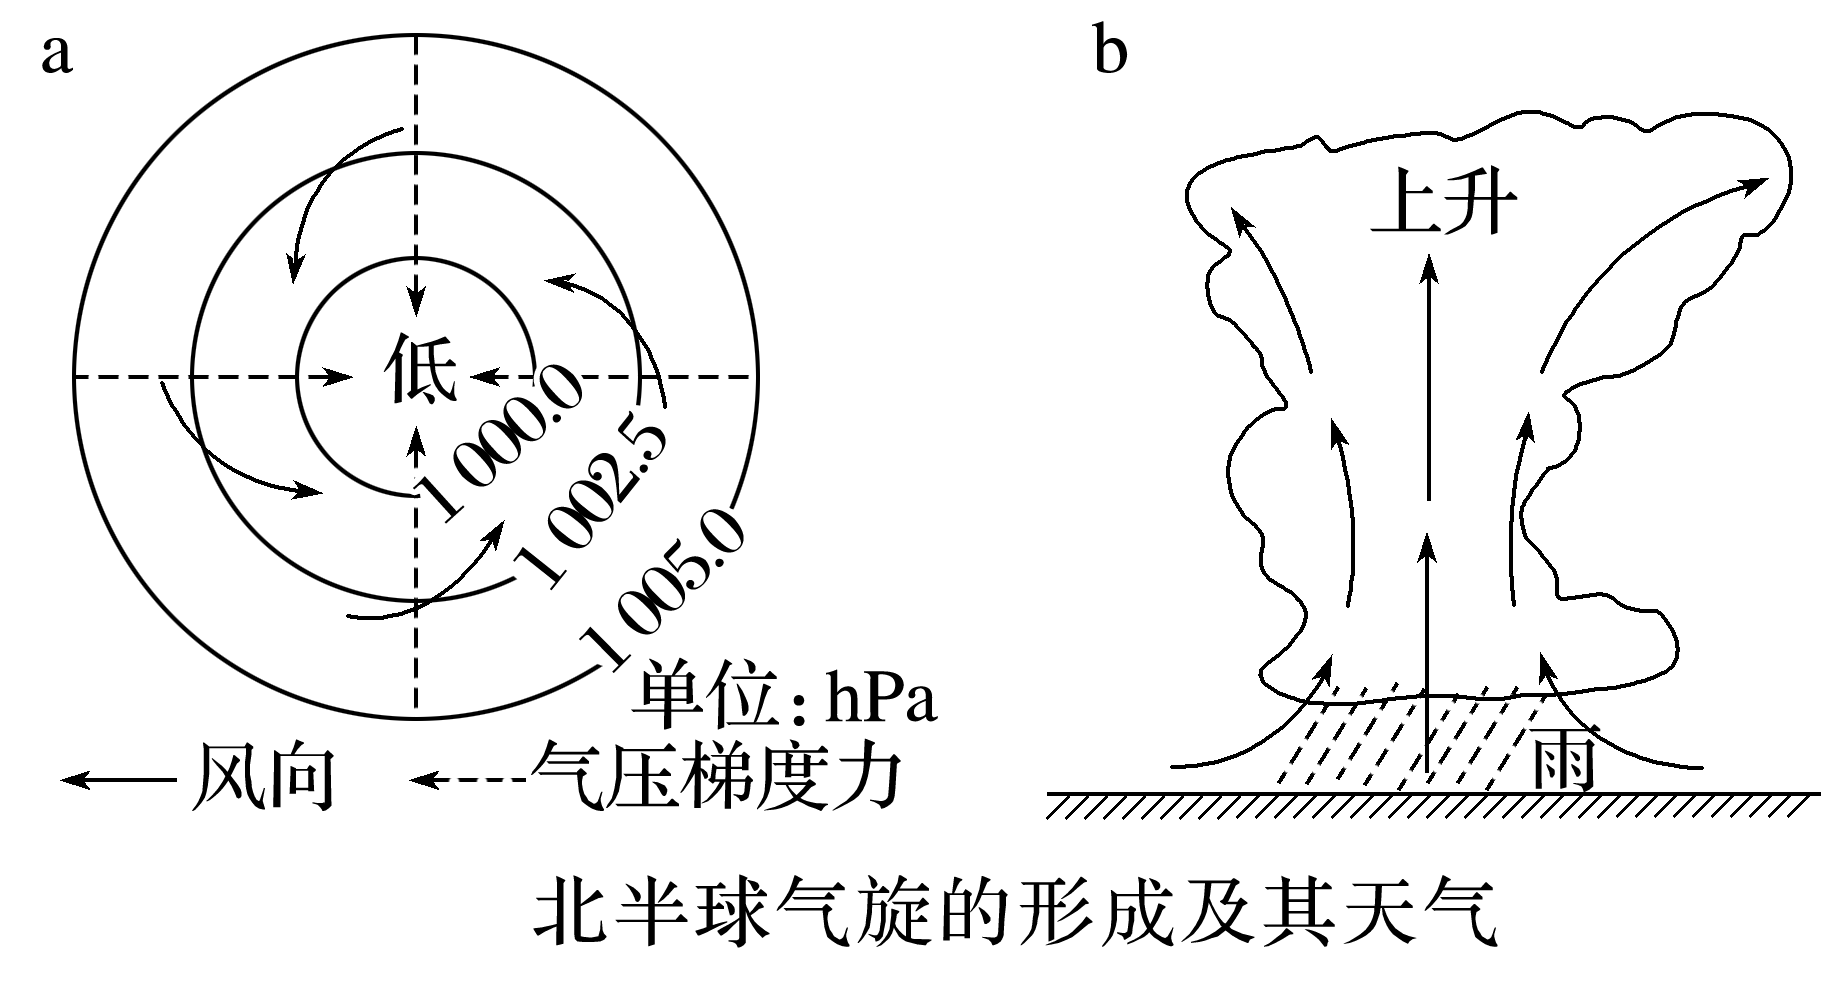 a
b
上升
低
1 000.0
1 002.5
1 005.0
单位:hPa
风向
气压梯度力
雨
北半球气旋的形成及其天气